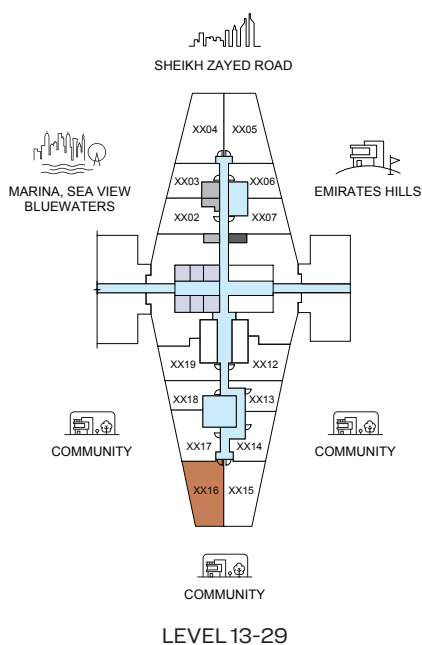 SHEIKH ZAYED ROAD
XX04
XX05
MARINA, SEA VIEW
BLUEWATERS
XX03
XX06
EMIRATES HILLS
XX02
XX07
XX19
XX12
XX18
XX13
COMMUNITY
XX17
XX14
COMMUNITY
XX16
XX15
COMMUNITY
LEVEL 13-29